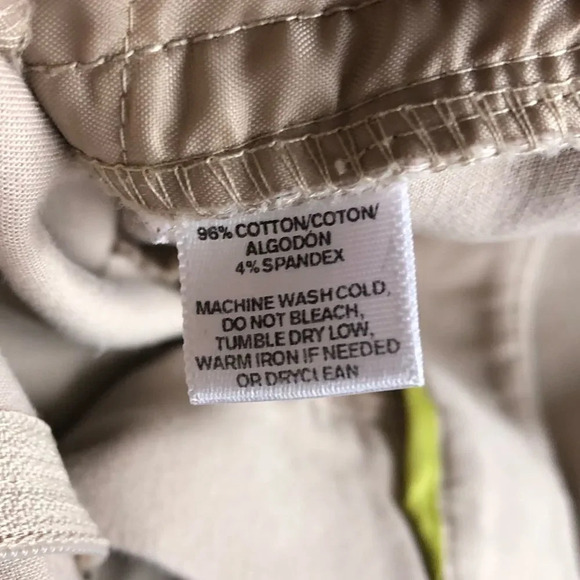 96% COTTON/COTON/
ALGODÓN
4% SPANDEX
MACHINE WASH COLD,
DO NOT BLEACH,
TUMBLE DRY LOW,
WARM IRON IF NEEDED
OR DRYCLEAN